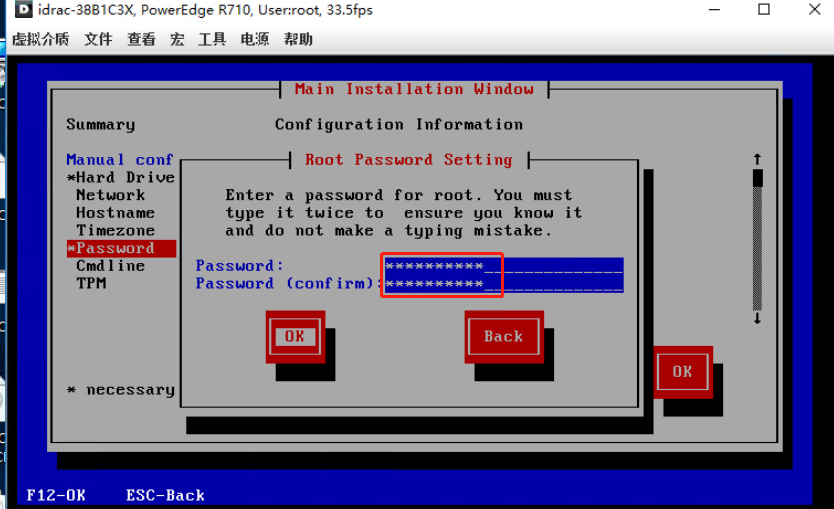 idrac-38B1C3X, PowerEdge R710, User:root, 33.5fps
虚拟介质 文件 查看 宏 工具 电源 帮助
Main Installation Window
Summary Configuration Information
Manual conf
Root Password Setting
*Hard Drive
Network
Hostname
Timezone
*Password
Cmdline
TPM
Enter a password for root. You must
type it twice to ensure you know it
and do not make a typing mistake.
Password: **********
Password (confirm):**********
OK Back
OK
* necessary
F12-OK ESC-Back